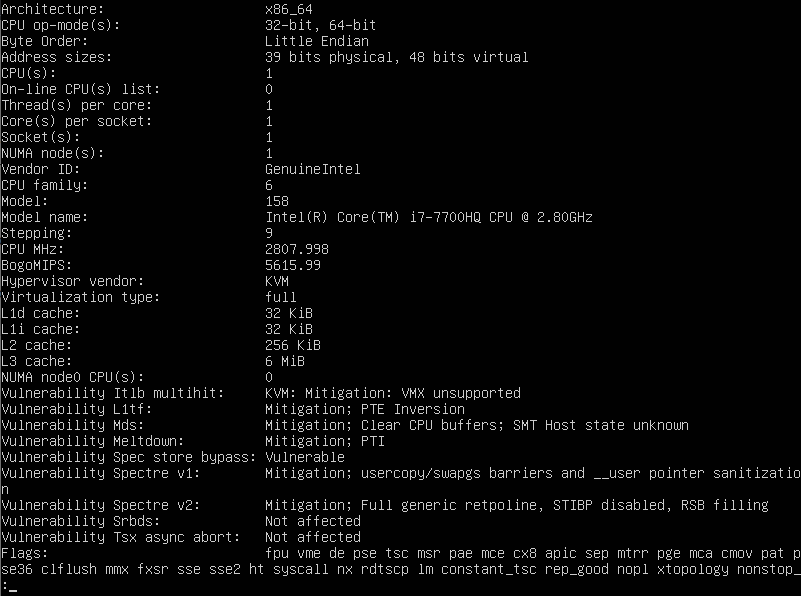 Architecture:                    x86_64
CPU op-mode(s):                  32-bit, 64-bit
Byte Order:                      Little Endian
Address sizes:                   39 bits physical, 48 bits virtual
CPU(s):                          1
On-line CPU(s) list:             0
Thread(s) per core:              1
Core(s) per socket:              1
Socket(s):                       1
NUMA node(s):                    1
Vendor ID:                       GenuineIntel
CPU family:                      6
Model:                           158
Model name:                      Intel(R) Core(TM) i7-7700HQ CPU @ 2.80GHz
Stepping:                        9
CPU MHz:                         2807.998
BogoMIPS:                        5615.99
Hypervisor vendor:               KVM
Virtualization type:             full
L1d cache:                       32 KiB
L1i cache:                       32 KiB
L2 cache:                        256 KiB
L3 cache:                        6 MiB
NUMA node0 CPU(s):               0
Vulnerability Itlb multihit:     KVM: Mitigation: VMX unsupported
Vulnerability L1tf:              Mitigation; PTE Inversion
Vulnerability Mds:               Mitigation; Clear CPU buffers; SMT Host state unknown
Vulnerability Meltdown:          Mitigation; PTI
Vulnerability Spec store bypass: Vulnerable
Vulnerability Spectre v1:        Mitigation; usercopy/swapgs barriers and __user pointer sanitizatio
n
Vulnerability Spectre v2:        Mitigation; Full generic retpoline, STIBP disabled, RSB filling
Vulnerability Srbds:             Not affected
Vulnerability Tsx async abort:   Not affected
Flags:                           fpu vme de pse tsc msr pae mce cx8 apic sep mtrr pge mca cmov pat p
se36 clflush mmx fxsr sse sse2 ht syscall nx rdtscp lm constant_tsc rep_good nopl xtopology nonstop_
:_